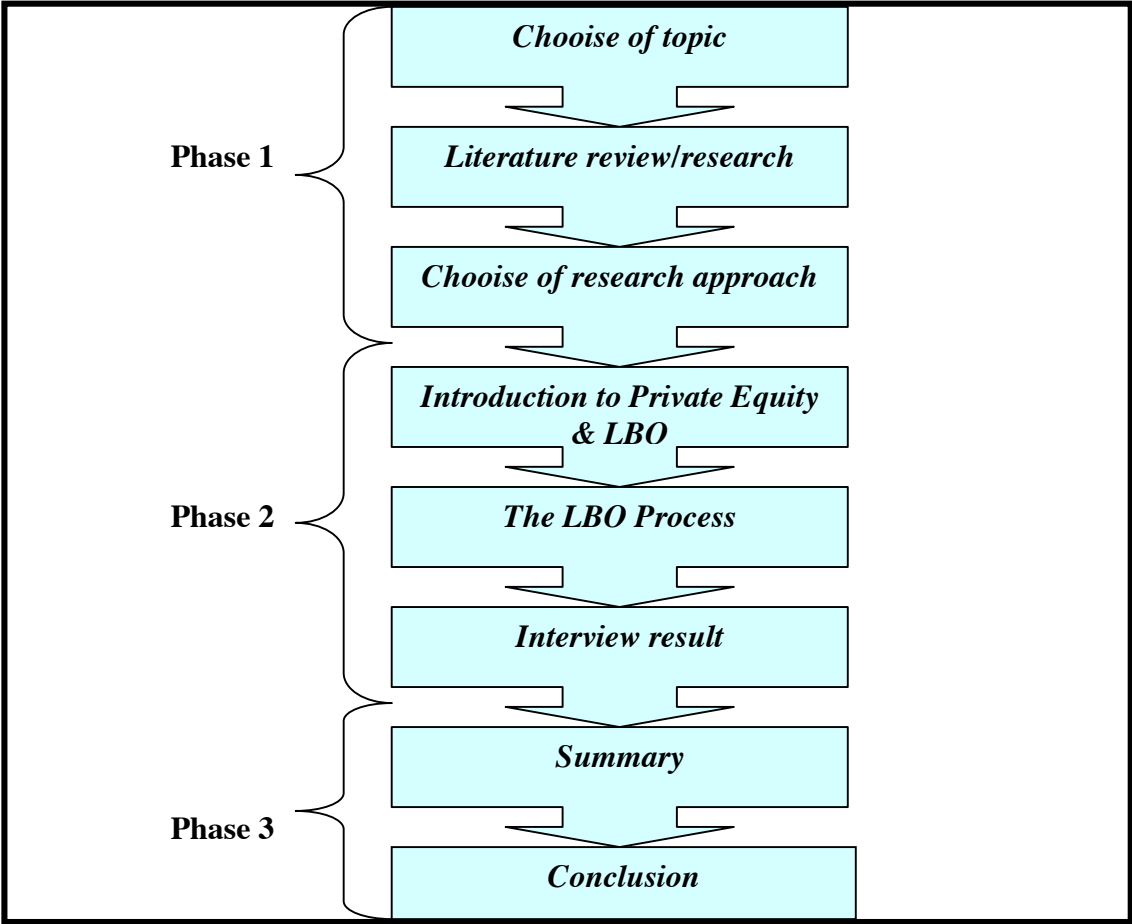 Chooise of topic
Phase 1
Literature review/research
Chooise of research approach
Introduction to Private Equity
& LBO
Phase 2
The LBO Process
Interview result
Summary
Phase 3
Conclusion